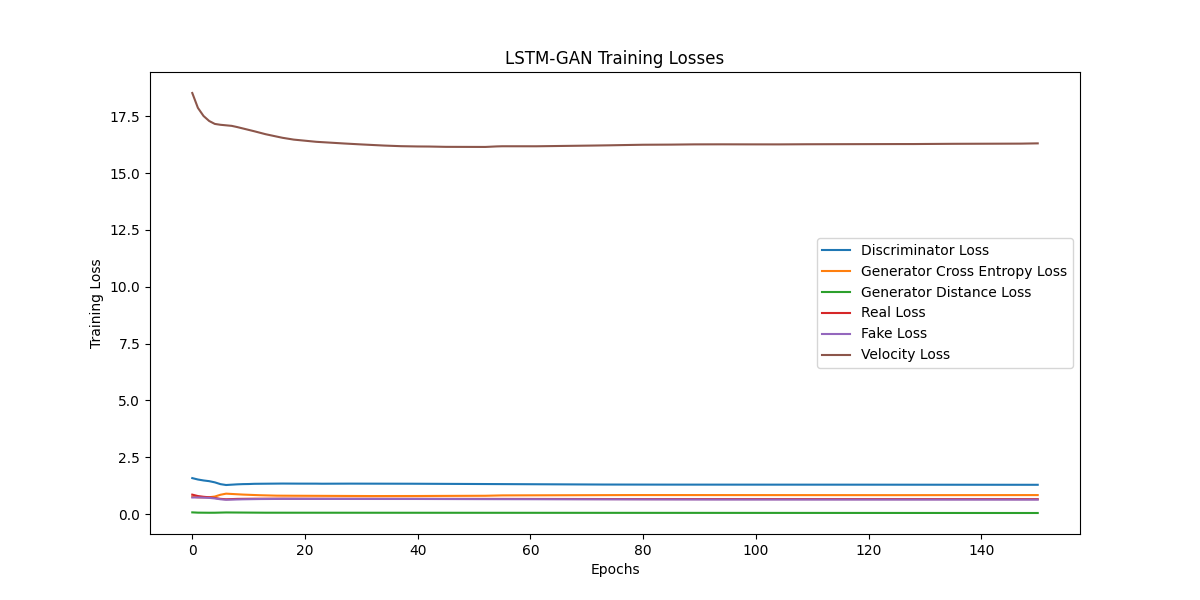 LSTM-GAN Training Losses
17.5
15.0
12.5
10.0
7.5
5.0
2.5
0.0
Training Loss
Discriminator Loss
Generator Cross Entropy Loss
Generator Distance Loss
Real Loss
Fake Loss
Velocity Loss
0 20 40 60 80 100 120 140
Epochs